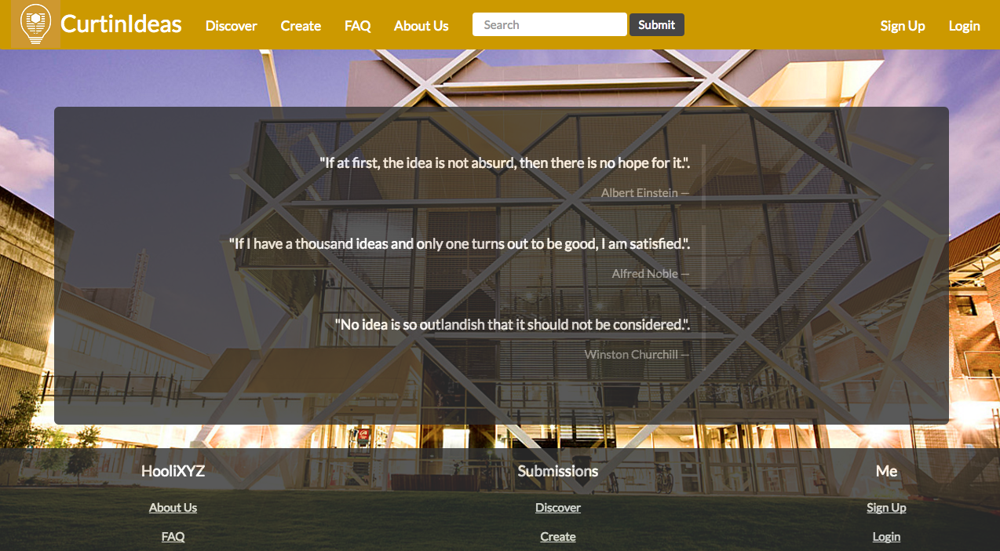 CurtinIdeas Discover Create FAQ About Us Search Submit Sign Up Login
"If at first, the idea is not absurd, then there is no hope for it.".
Albert Einstein —
"If I have a thousand ideas and only one turns out to be good, I am satisfied.".
Alfred Noble —
"No idea is so outlandish that it should not be considered.".
Winston Churchill —
HooliXYZ Submissions Me
About Us Discover Sign Up
FAQ Create Login